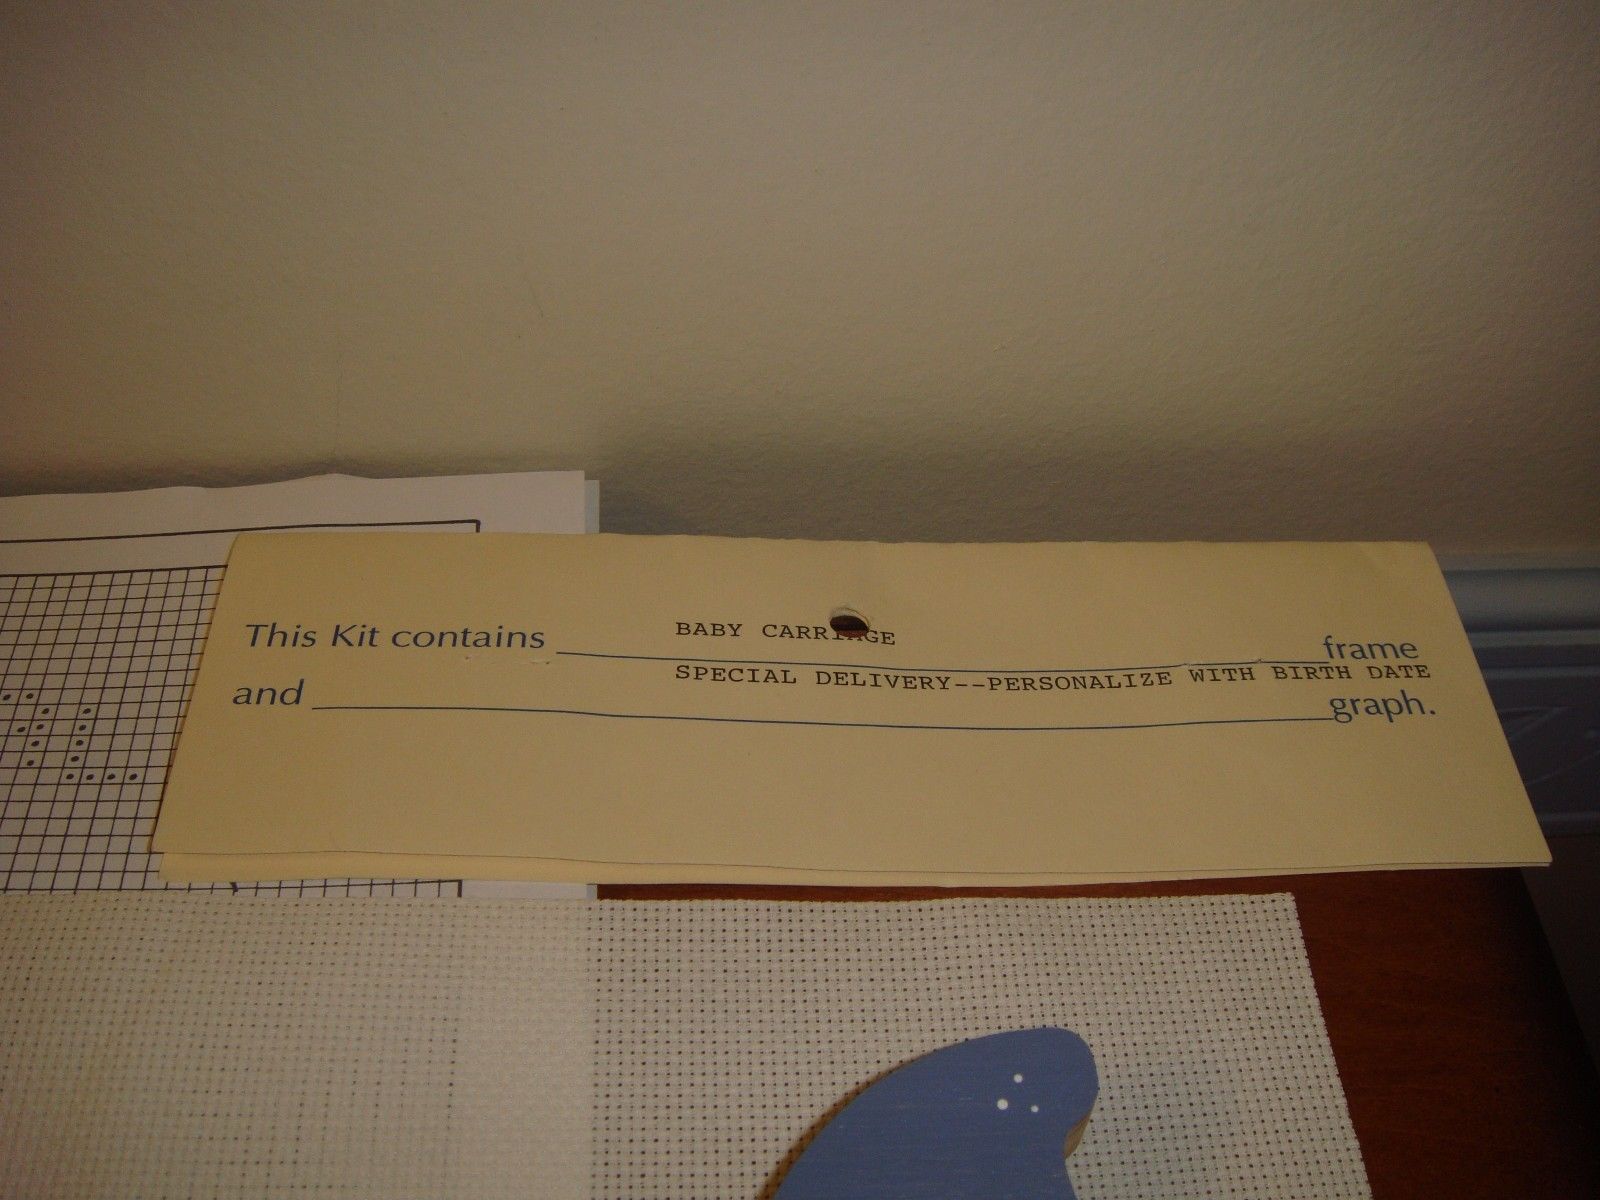 This Kit contains BABY CARRIAGE frame
and SPECIAL DELIVERY--PERSONALIZE WITH BIRTH DATE graph.